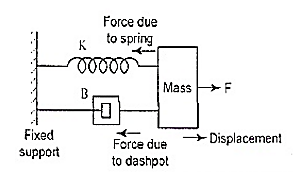 Force due
to spring
K
Mass
F
B
Fixed
support
Force due
to dashpot
Displacement